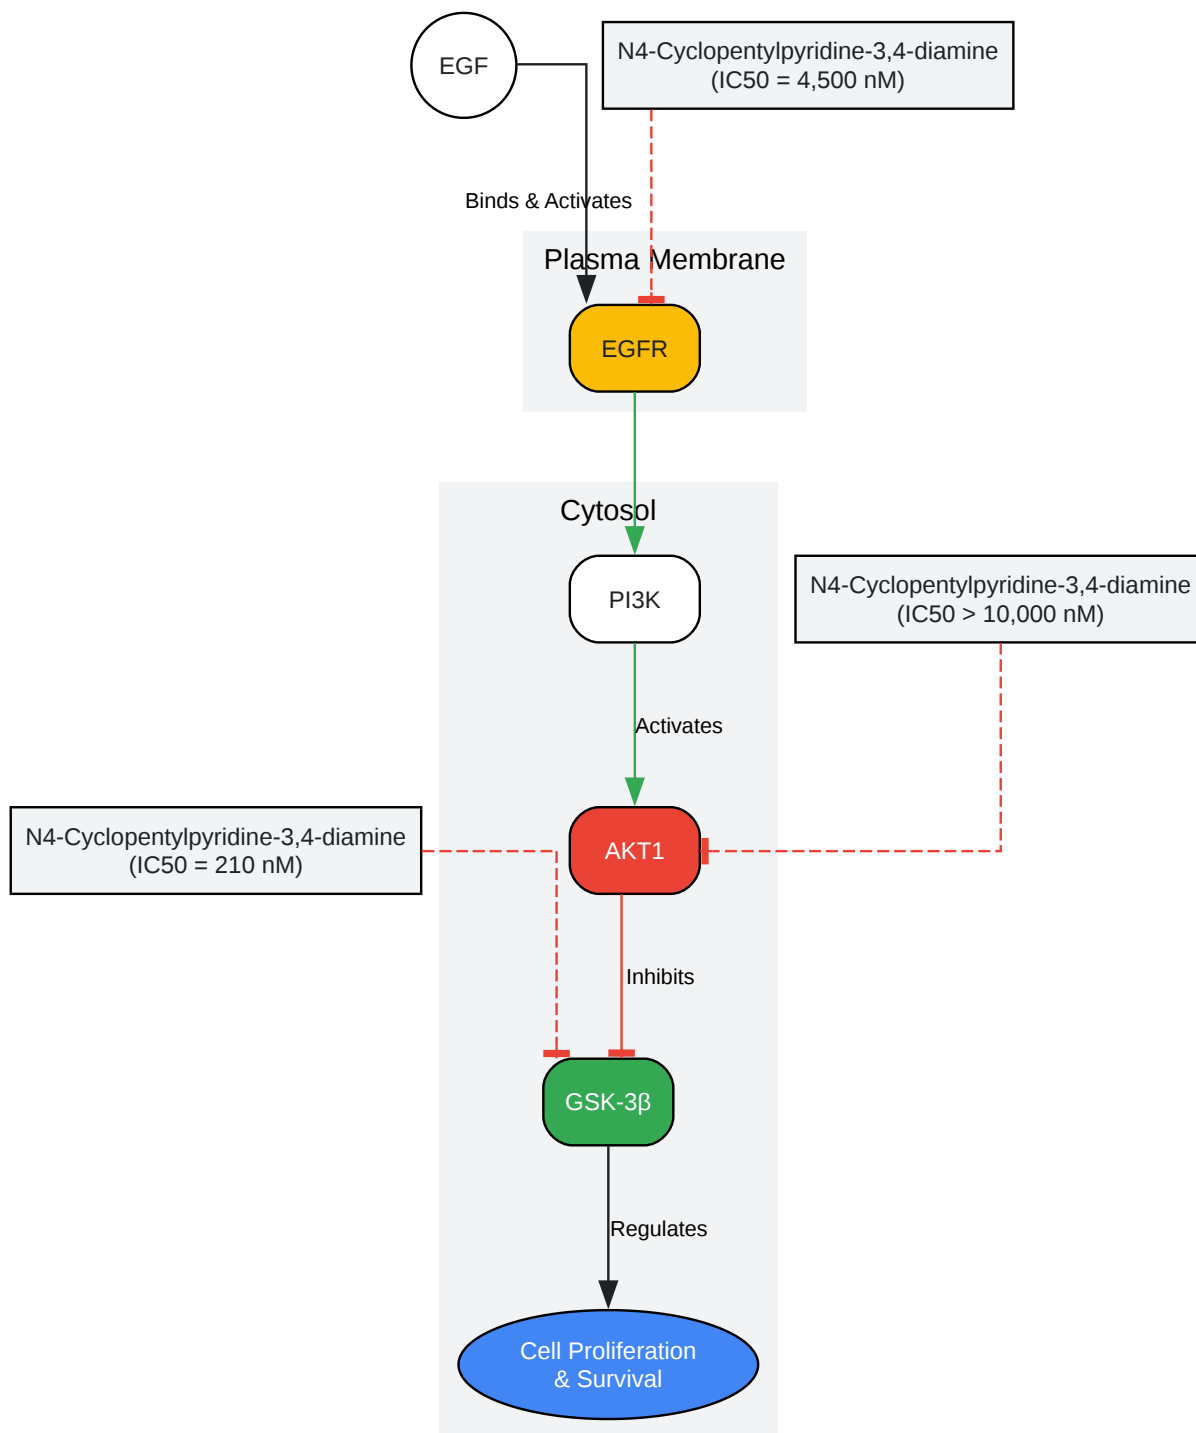 EGF
N4-Cyclopentylpyridine-3,4-diamine
(IC50 = 4,500 nM)
Binds & Activates
Plasma Membrane
EGFR
Cytosol
PI3K
N4-Cyclopentylpyridine-3,4-diamine
(IC50 > 10,000 nM)
Activates
N4-Cyclopentylpyridine-3,4-diamine
(IC50 = 210 nM)
AKT1
Inhibits
GSK-3β
Regulates
Cell Proliferation
& Survival